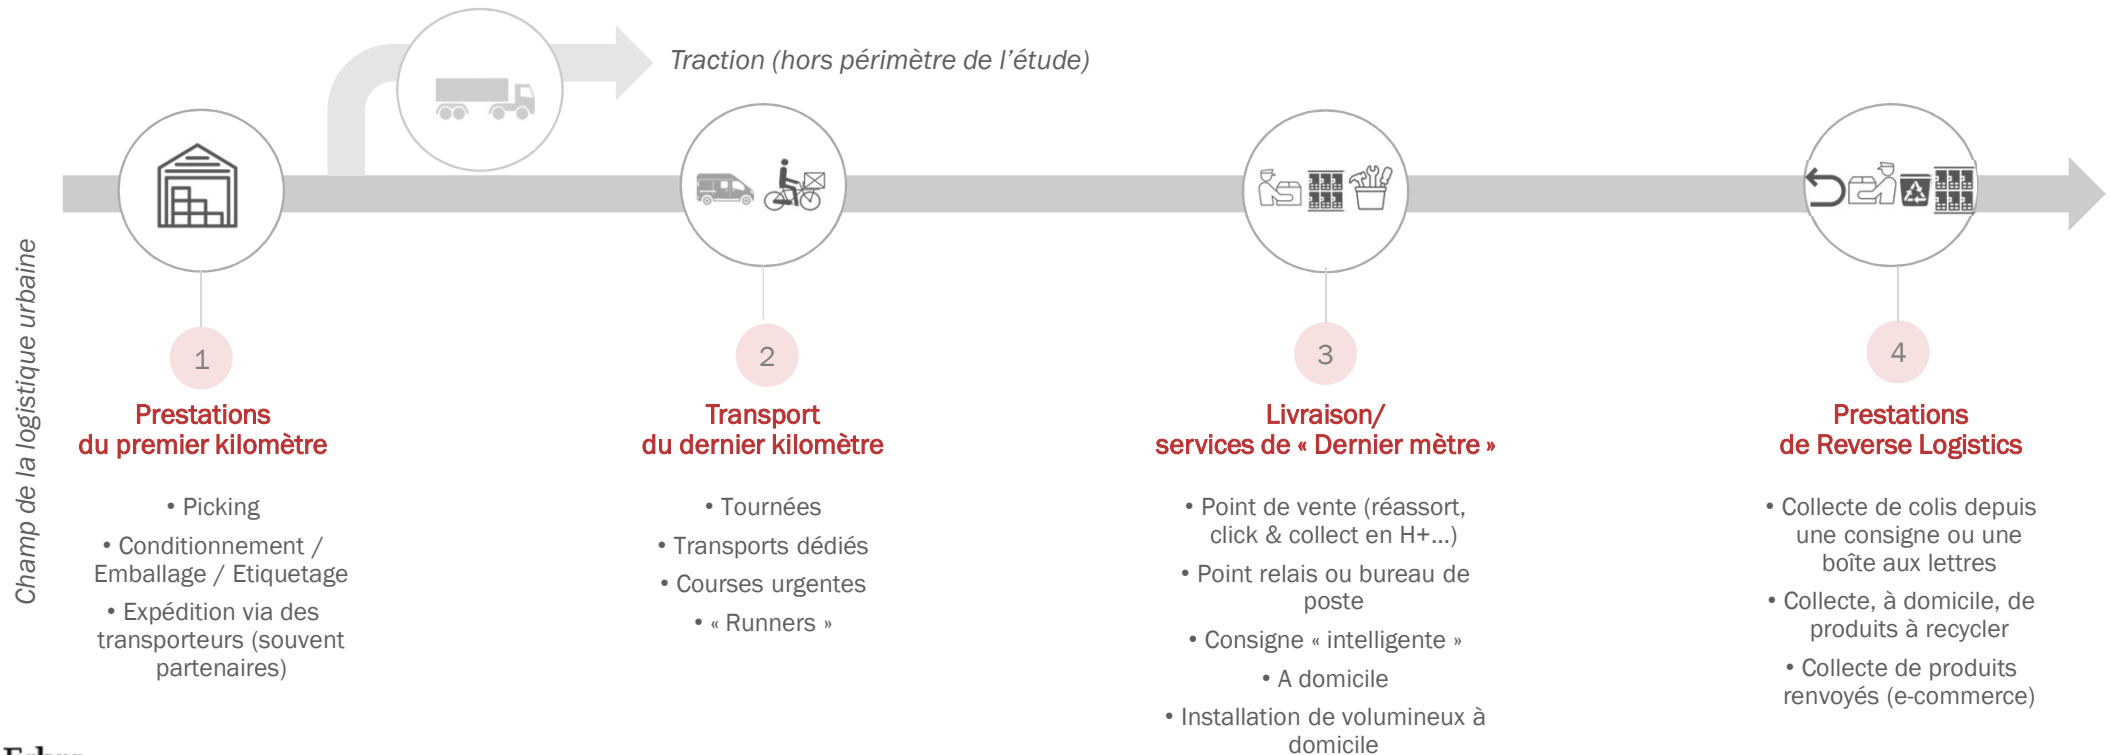 Traction (hors périmètre de l'étude)
Champ de la logistique urbaine
1
Prestations
du premier kilomètre
• Picking
• Conditionnement /
Emballage / Etiquetage
• Expédition via des
transporteurs (souvent
partenaires)
2
Transport
du dernier kilomètre
• Tournées
• Transports dédiés
• Courses urgentes
• « Runners »
3
Livraison/
services de « Dernier mètre »
• Point de vente (réassort,
click & collect en H+…)
• Point relais ou bureau de
poste
• Consigne « intelligente »
• A domicile
• Installation de volumineux à
domicile
4
Prestations
de Reverse Logistics
• Collecte de colis depuis
une consigne ou une
boîte aux lettres
• Collecte, à domicile, de
produits à recycler
• Collecte de produits
renvoyés (e-commerce)